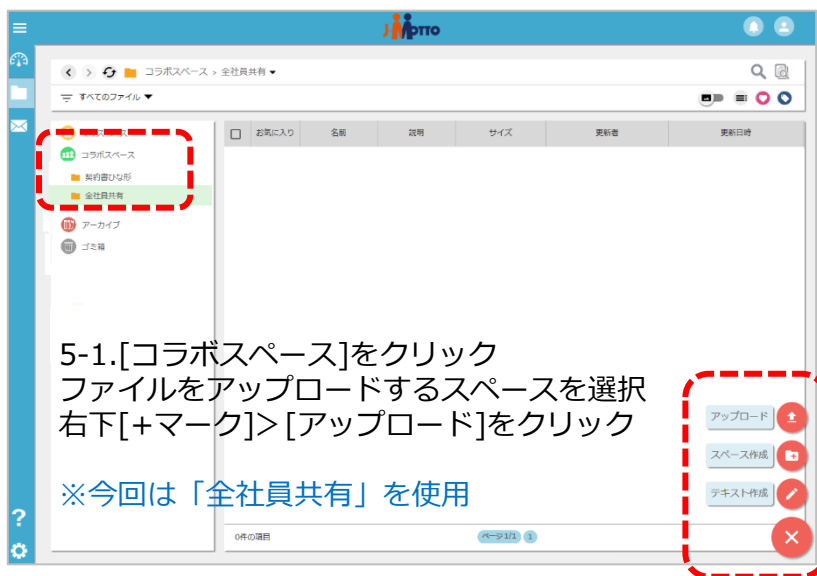 J-MOTTO
コラボスペース > 全社員共有 ▼
すべてのファイル ▼
コラボスペース
契約書ひな形
全社員共有
アーカイブ
ゴミ箱
お気に入り 名前 説明 サイズ 更新者 更新日時
5-1.[コラボスペース]をクリック
ファイルをアップロードするスペースを選択
右下[+マーク]>[アップロード]をクリック
※今回は「全社員共有」を使用
アップロード
スペース作成
テキスト作成
0件の項目 ページ1/1 1